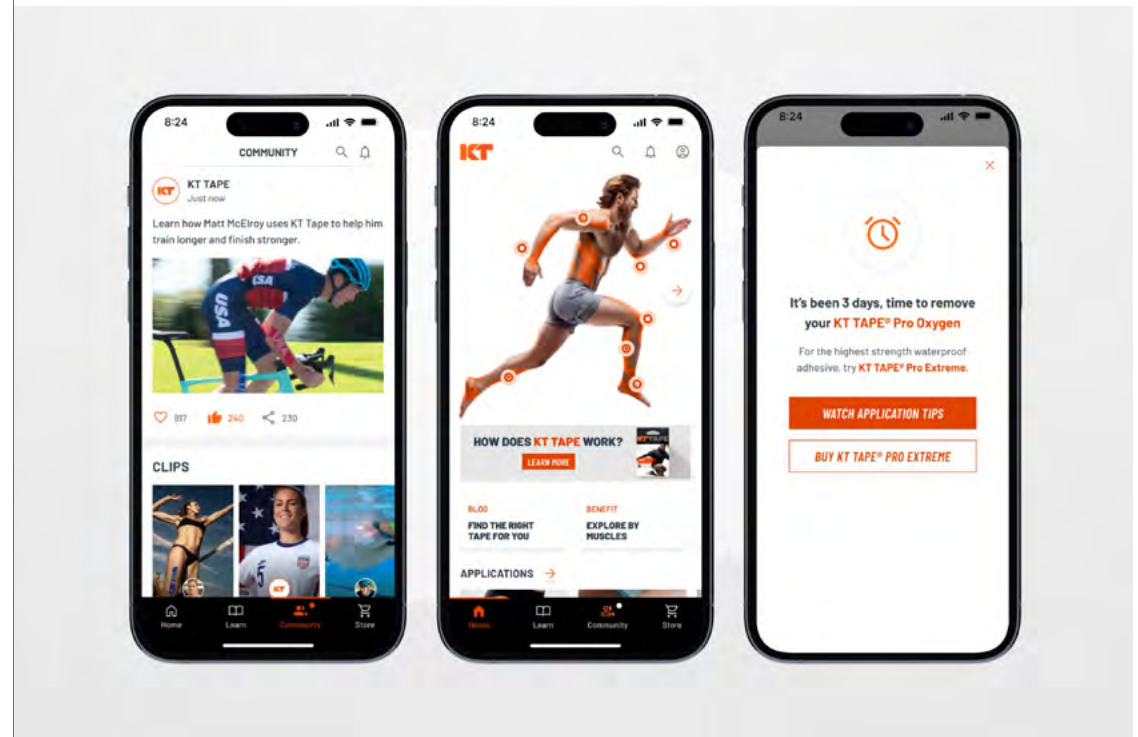 8:24
COMMUNITY
KT
KT TAPE
Just now
Learn how Matt McElroy uses KT Tape to help him
train longer and finish stronger.
USA
USA
817
240
230
CLIPS
KT
Home
Learn
Community
Store
8:24
KT
HOW DOES KT TAPE WORK?
LEARN MORE
KT TAPE
BLOG
FIND THE RIGHT
TAPE FOR YOU
BENEFIT
EXPLORE BY
MUSCLES
APPLICATIONS
Home
Learn
Community
Store
8:24
It's been 3 days, time to remove
your KT TAPE® Pro Oxygen
For the highest strength waterproof
adhesive, try KT TAPE® Pro Extreme.
WATCH APPLICATION TIPS
BUY KT TAPE® PRO EXTREME